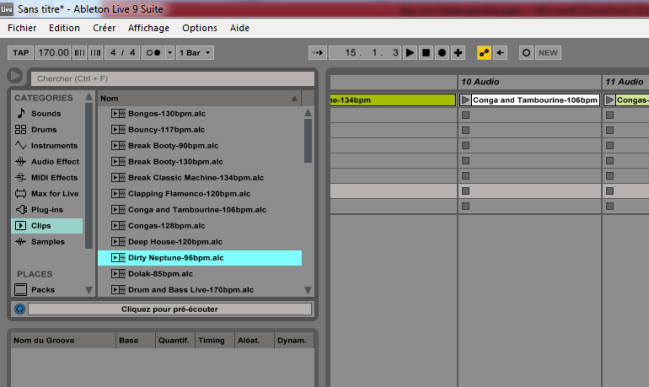 Live Sans titre* - Ableton Live 9 Suite
Fichier Edition Créer Affichage Options Aide
TAP 170.00 4 / 4 1 Bar 15. 1. 3 NEW
Chercher (Ctrl + F)
CATEGORIES
Sounds
Drums
Instruments
Audio Effect
MIDI Effects
Max for Live
Plug-ins
Clips
Samples
PLACES
Packs
Nom
Bongos-130bpm.alc
Bouncy-117bpm.alc
Break Booty-90bpm.alc
Break Booty-130bpm.alc
Break Classic Machine-134bpm.alc
Clapping Flamenco-120bpm.alc
Conga and Tambourine-106bpm.alc
Congas-128bpm.alc
Deep House-120bpm.alc
Dirty Neptune-96bpm.alc
Dolak-85bpm.alc
Drum and Bass Live-170bpm.alc
Cliquez pour pré-écouter
Nom du Groove Base Quantif. Timing Aléat. Dynam.
10 Audio 11 Audio
ne-134bpm Conga and Tambourine-106bpm Congas-